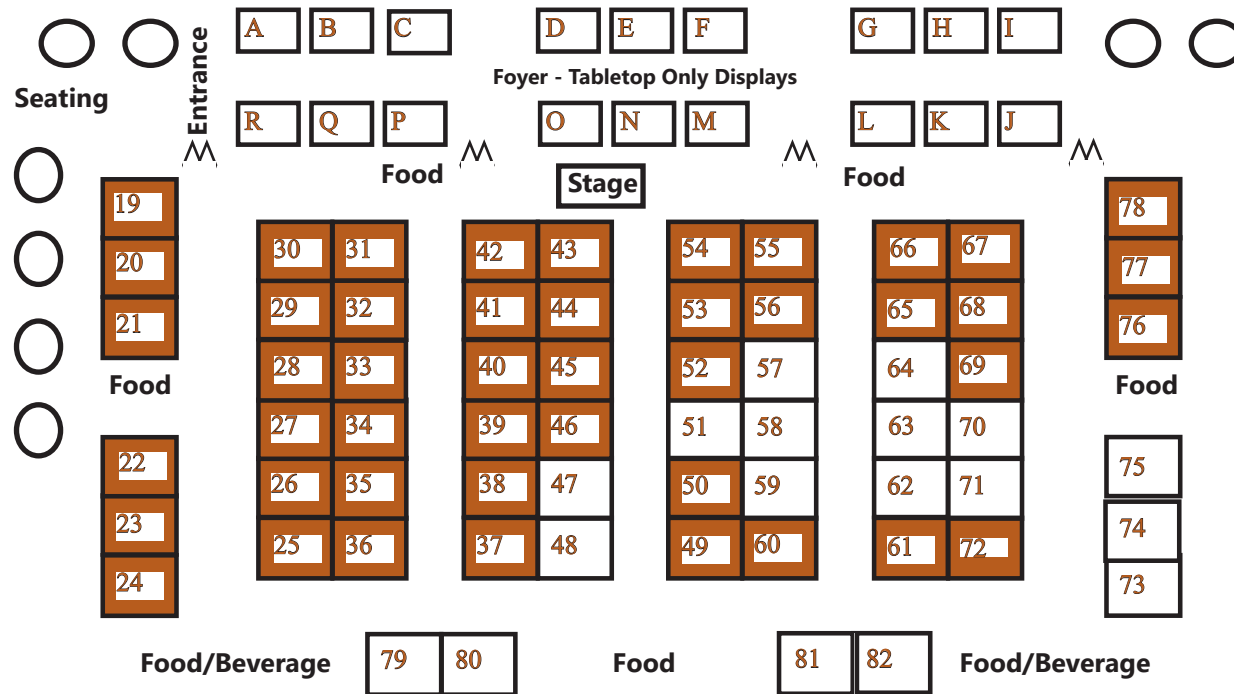 A B C D E F G H I
Entrance
Foyer - Tabletop Only Displays
Seating
R Q P O N M L K J
Food Stage Food
19 78
30 31 42 43 54 55 66 67
20 77
29 32 41 44 53 56 65 68
21 76
28 33 40 45 52 57 64 69
Food Food
27 34 39 46 51 58 63 70
22 75
26 35 38 47 50 59 62 71
23 74
25 36 37 48 49 60 61 72
24 73
Food/Beverage 79 80 Food 81 82 Food/Beverage